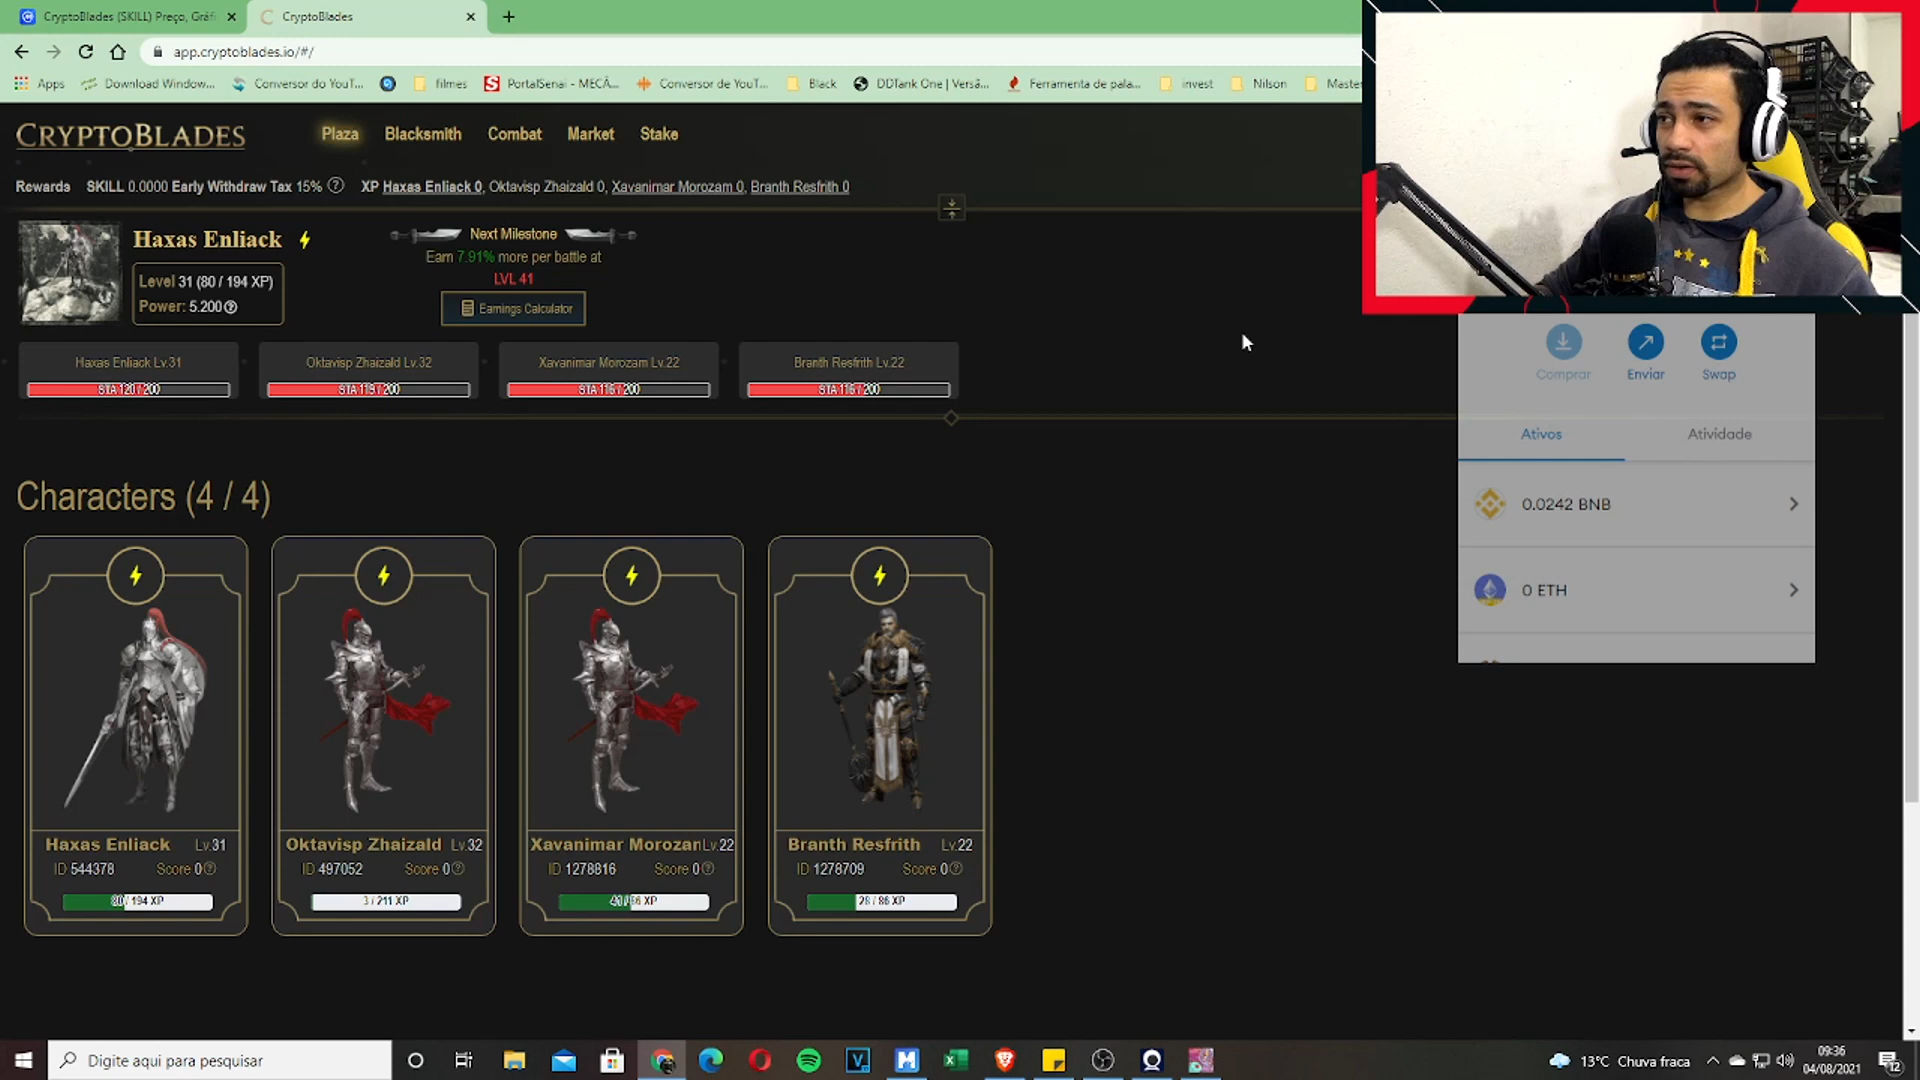 CryptoBlades (SKILL) Preço, Gráfi
CryptoBlades
app.cryptoblades.io/#/
Apps
Download Window...
Conversor do YouT...
filmes
PortalSenai - MECÂ...
Conversor de YouT...
Black
DDTank One | Versã...
Ferramenta de pala...
invest
Nilson
Master
CRYPTOBLADES
Plaza
Blacksmith
Combat
Market
Stake
Rewards SKILL 0.0000 Early Withdraw Tax 15% XP Haxas Enliack 0, Oktavisp Zhaizald 0, Xavanimar Morozam 0, Branth Resfrith 0
Haxas Enliack
Level 31 (80 / 194 XP)
Power: 5.200
Next Milestone
Earn 7.91% more per battle at
LVL 41
Earnings Calculator
Haxas Enliack Lv.31
STA 120 / 200
Oktavisp Zhaizald Lv.32
Xavanimar Morozam Lv.22
Branth Resfrith Lv.22
Comprar
Enviar
Swap
Ativos
Atividade
0.0242 BNB
0 ETH
Characters (4 / 4)
Haxas Enliack Lv.31
ID 544378 Score 0
80 / 194 XP
Oktavisp Zhaizald Lv.32
ID 497052 Score 0
3 / 211 XP
Xavanimar Morozan Lv.22
ID 1278816 Score 0
Branth Resfrith Lv.22
ID 1278709 Score 0
28 / 86 XP
Digite aqui para pesquisar
13°C Chuva fraca
09:36
04/08/2021
12